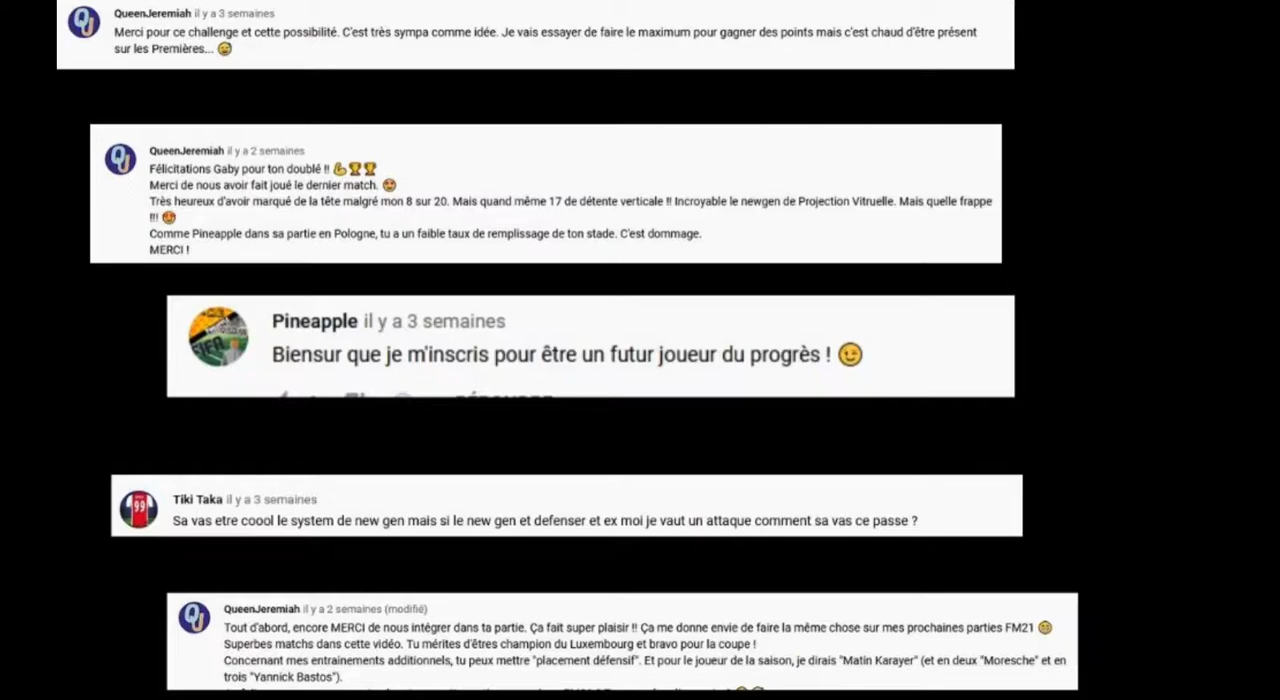 QueenJeremiah il y a 3 semaines
Merci pour ce challenge et cette possibilité. C'est très sympa comme idée. Je vais essayer de faire le maximum pour gagner des points mais c'est chaud d'être présent
sur les Premières... 😅
QueenJeremiah il y a 2 semaines
Félicitations Gaby pour ton doublé !! 💪🏆🏆
Merci de nous avoir fait joué le dernier match. 😍
Très heureux d'avoir marqué de la tête malgré mon 8 sur 20. Mais quand même 17 de détente verticale !! Incroyable le newgen de Projection Vitruelle. Mais quelle frappe
!!! 😍
Comme Pineapple dans sa partie en Pologne, tu a un faible taux de remplissage de ton stade. C'est dommage.
MERCI !
Pineapple il y a 3 semaines
Biensur que je m'inscris pour être un futur joueur du progrès ! 😉
Tiki Taka il y a 3 semaines
Sa vas etre coool le system de new gen mais si le new gen et defenser et ex moi je vaut un attaque comment sa vas ce passe ?
QueenJeremiah il y a 2 semaines (modifié)
Tout d'abord, encore MERCI de nous intégrer dans ta partie. Ça fait super plaisir !! Ça me donne envie de faire la même chose sur mes prochaines parties FM21 😁
Superbes matchs dans cette vidéo. Tu mérites d'êtres champion du Luxembourg et bravo pour la coupe !
Concernant mes entrainements additionnels, tu peux mettre "placement défensif". Et pour le joueur de la saison, je dirais "Matin Karayer" (et en deux "Moresche" et en
trois "Yannick Bastos").